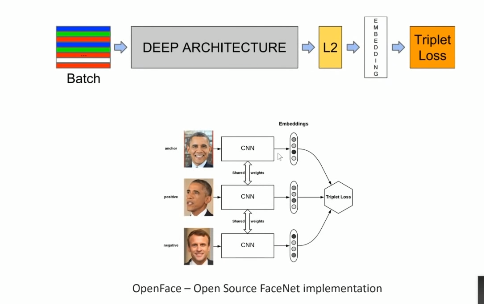 DEEP ARCHITECTURE
L2
EMBEDDING
Triplet
Loss
Batch
Embeddings
anchor
CNN
Shared weights
positive
CNN
Triplet Loss
Shared weights
negative
CNN
OpenFace – Open Source FaceNet implementation